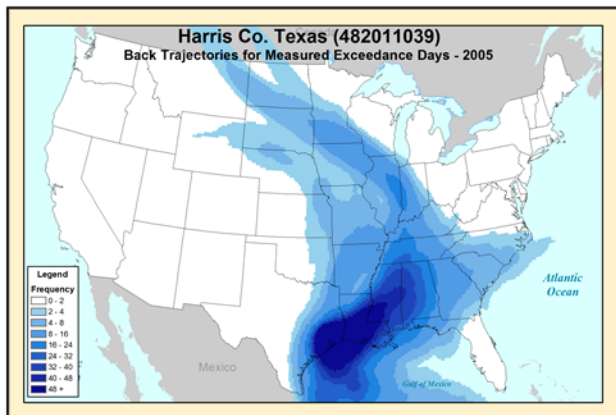 Harris Co. Texas (482011039)
Back Trajectories for Measured Exceedance Days - 2005
Legend
Frequency
0 - 2
2 - 4
4 - 8
8 - 16
16 - 24
24 - 32
32 - 40
40 - 48
48 +
Atlantic
Ocean
Mexico
Gulf of Mexico